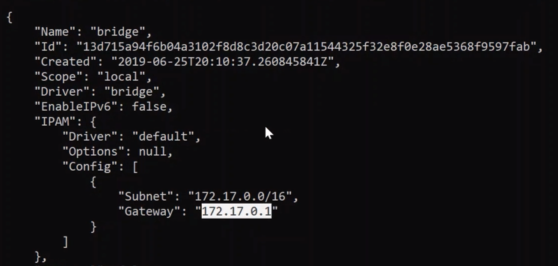 {
    "Name": "bridge",
    "Id": "13d715a94f6b04a3102f8d8c3d20c07a11544325f32e8f0e28ae5368f9597fab",
    "Created": "2019-06-25T20:10:37.260845841Z",
    "Scope": "local",
    "Driver": "bridge",
    "EnableIPv6": false,
    "IPAM": {
        "Driver": "default",
        "Options": null,
        "Config": [
            {
                "Subnet": "172.17.0.0/16",
                "Gateway": "172.17.0.1"
            }
        ]
    },